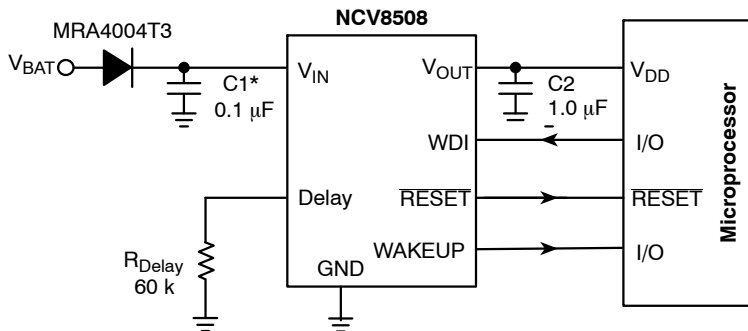 NCV8508
MRA4004T3
V_BAT
C1*
0.1 μF
V_IN
V_OUT
C2
1.0 μF
V_DD
WDI
I/O
Delay
RESET
RESET
WAKEUP
I/O
R_Delay
60 k
GND
Microprocessor